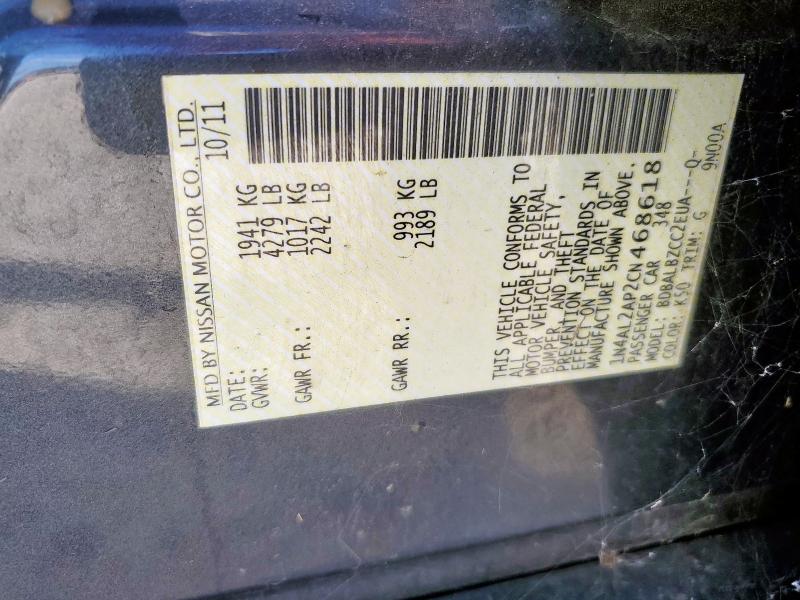 MFD BY NISSAN MOTOR CO., LTD.
DATE: 10/11
GVWR: 1941 KG
4279 LB
GAWR FR.: 1017 KG
2242 LB
GAWR RR.: 993 KG
2189 LB
THIS VEHICLE CONFORMS TO
ALL APPLICABLE FEDERAL
MOTOR VEHICLE SAFETY,
BUMPER, AND THEFT
PREVENTION STANDARDS IN
EFFECT ON THE DATE OF
MANUFACTURE SHOWN ABOVE.
1N4AL2AP2CN468618
PASSENGER CAR 348
MODEL: BDBALBZCC2EUA---Q-
COLOR: K50 TRIM: G 9N00A